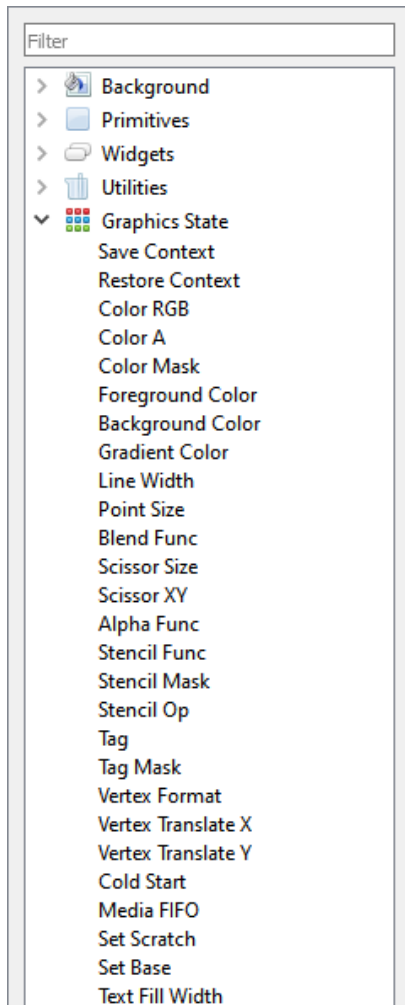 Filter
Background
Primitives
Widgets
Utilities
Graphics State
Save Context
Restore Context
Color RGB
Color A
Color Mask
Foreground Color
Background Color
Gradient Color
Line Width
Point Size
Blend Func
Scissor Size
Scissor XY
Alpha Func
Stencil Func
Stencil Mask
Stencil Op
Tag
Tag Mask
Vertex Format
Vertex Translate X
Vertex Translate Y
Cold Start
Media FIFO
Set Scratch
Set Base
Text Fill Width